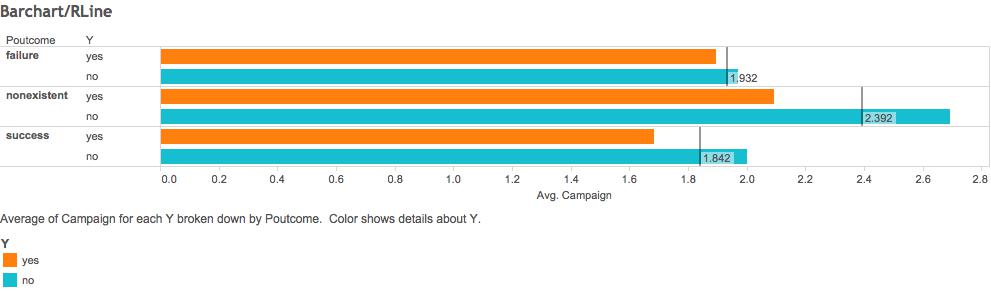 Barchart/RLine
Poutcome Y
failure yes
no 1.932
nonexistent yes
no 2.392
success yes
no 1.842
0.0 0.2 0.4 0.6 0.8 1.0 1.2 1.4 1.6 1.8 2.0 2.2 2.4 2.6 2.8
Avg. Campaign
Average of Campaign for each Y broken down by Poutcome. Color shows details about Y.
Y
yes
no